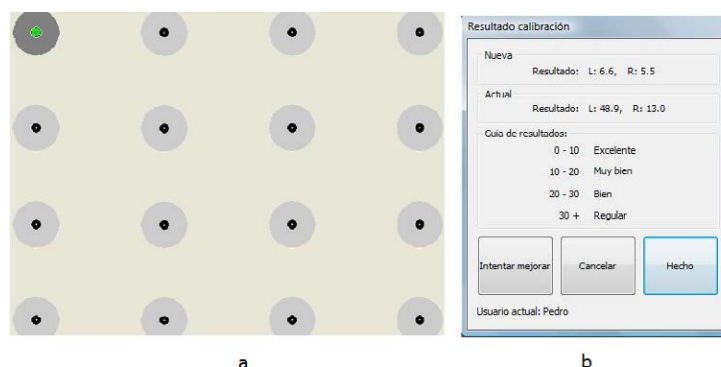 Resultado calibración
Nueva
Resultado: L: 6.6, R: 5.5
Actual
Resultado: L: 48.9, R: 13.0
Guia de resultados:
0 - 10 Excelente
10 - 20 Muy bien
20 - 30 Bien
30 + Regular
Intentar mejorar Cancelar Hecho
Usuario actual: Pedro
a b